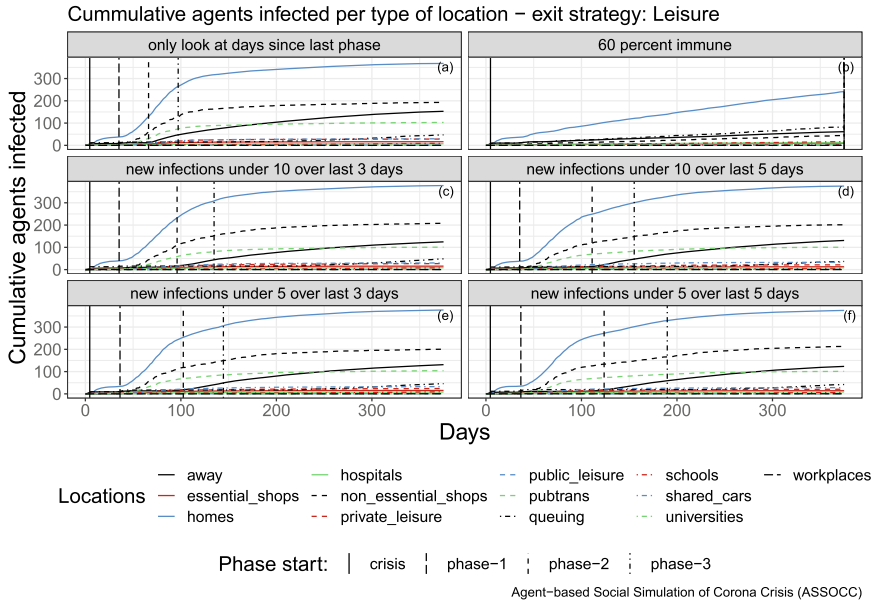 Cummulative agents infected per type of location − exit strategy: Leisure
only look at days since last phase
60 percent immune
(a)
(b)
300
200
100
0
new infections under 10 over last 3 days
new infections under 10 over last 5 days
(c)
(d)
300
200
100
0
new infections under 5 over last 3 days
new infections under 5 over last 5 days
(e)
(f)
300
200
100
0
Cumulative agents infected
0 100 200 300
0 100 200 300
Days
Locations
away hospitals public_leisure schools workplaces
essential_shops non_essential_shops pubtrans shared_cars
homes private_leisure queuing universities
Phase start: crisis phase−1 phase−2 phase−3
Agent−based Social Simulation of Corona Crisis (ASSOCC)